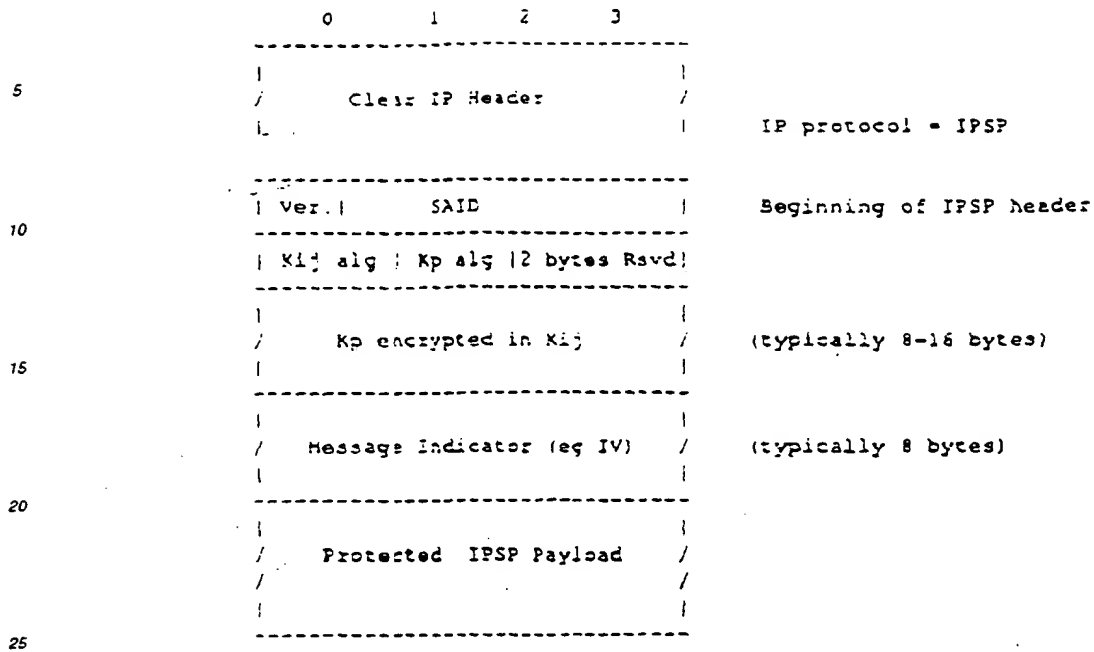 0 1 2 3
5
Clear IP Header
IP protocol = IPSP
Ver. | SAID | Beginning of IPSP header
10
| Kij alg | Kp alg |2 bytes Rsvd|
Kp encrypted in Kij (typically 8-16 bytes)
15
Message Indicator (eg IV) (typically 8 bytes)
20
Protected IPSP Payload
25